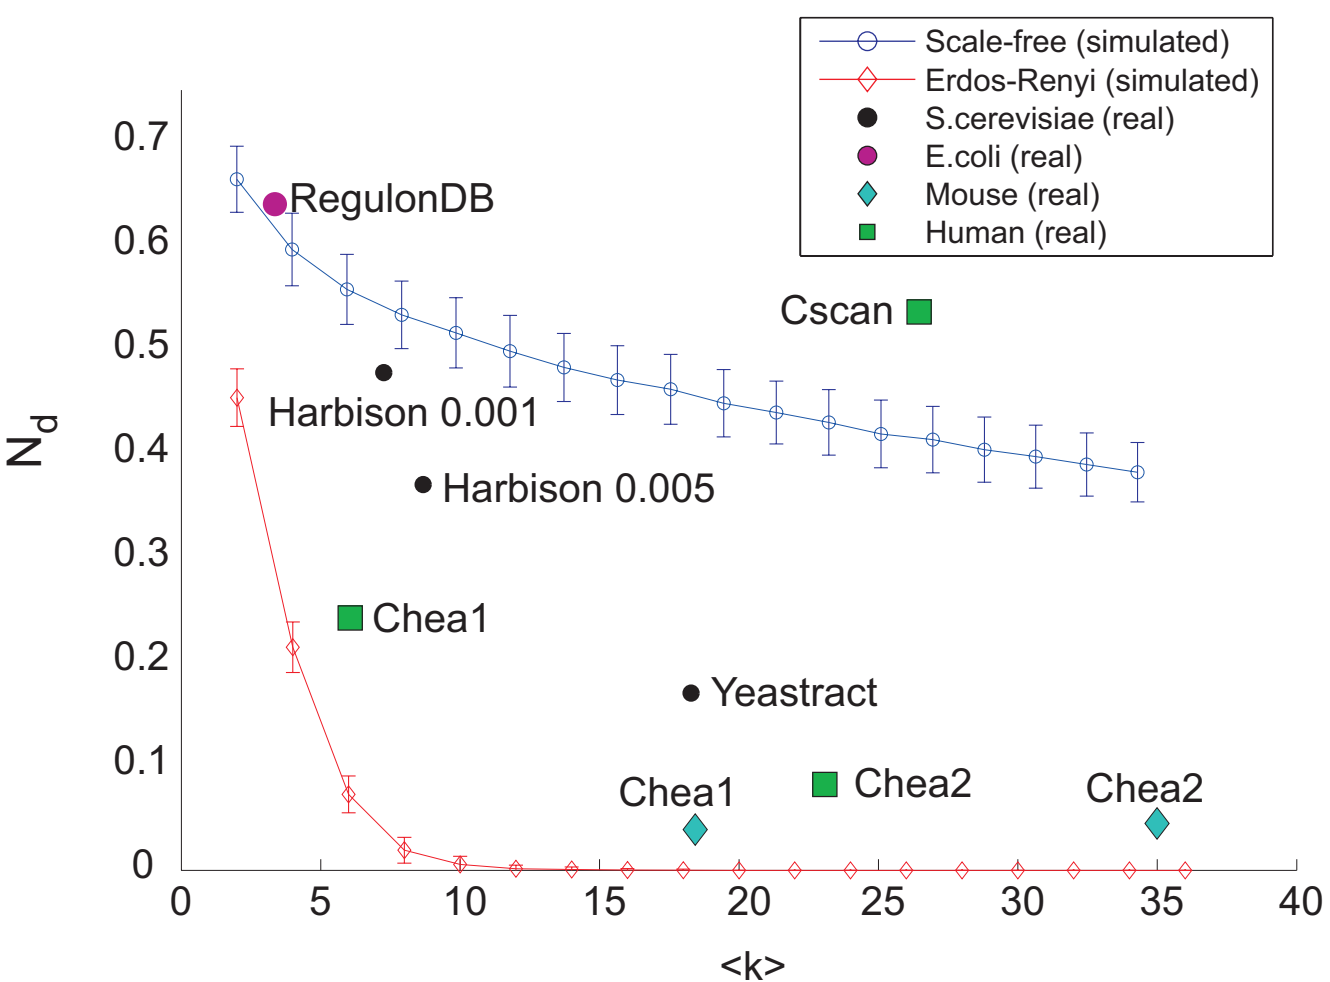 Scale-free (simulated)
Erdos-Renyi (simulated)
S.cerevisiae (real)
E.coli (real)
Mouse (real)
Human (real)
0.7
RegulonDB
0.6
Cscan
0.5
Harbison 0.001
N_d
0.4
Harbison 0.005
0.3
Chea1
0.2
Yeastract
0.1
Chea1
Chea2
Chea2
0
0 5 10 15 20 25 30 35 40
<k>